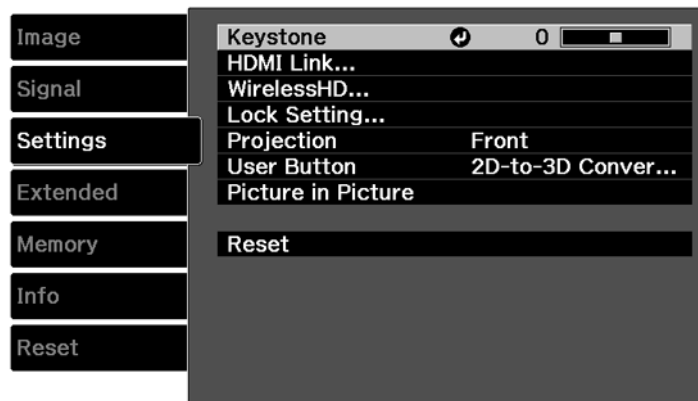 Image
Signal
Settings
Extended
Memory
Info
Reset
Keystone 0
HDMI Link...
WirelessHD...
Lock Setting...
Projection Front
User Button 2D-to-3D Conver...
Picture in Picture
Reset